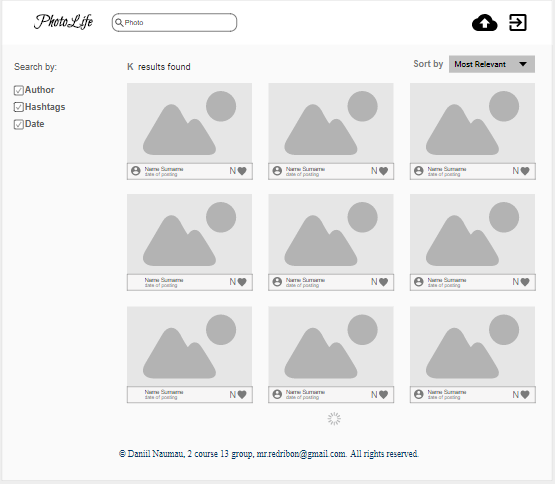 PhotoLife
Photo
Search by:
Author
Hashtags
Date
K results found
Sort by
Most Relevant
Name Surname
date of posting
N
Name Surname
date of posting
N
Name Surname
date of posting
N
Name Surname
date of posting
N
Name Surname
date of posting
N
Name Surname
date of posting
N
Name Surname
date of posting
N
Name Surname
date of posting
N
Name Surname
date of posting
N
© Daniil Naumau, 2 course 13 group, mr.redribon@gmail.com. All rights reserved.